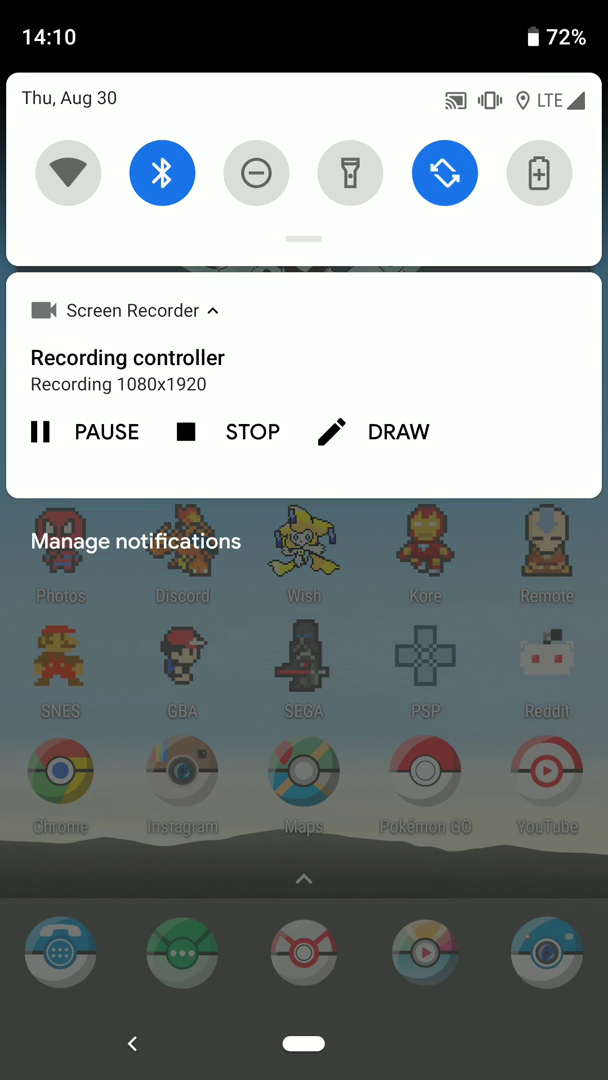 14:10 72%
Thu, Aug 30 LTE
Screen Recorder
Recording controller
Recording 1080x1920
PAUSE STOP DRAW
Manage notifications
Photos Discord Wish Kore Remote
SNES GBA SEGA PSP Reddit
Chrome Instagram Maps Pokémon GO YouTube